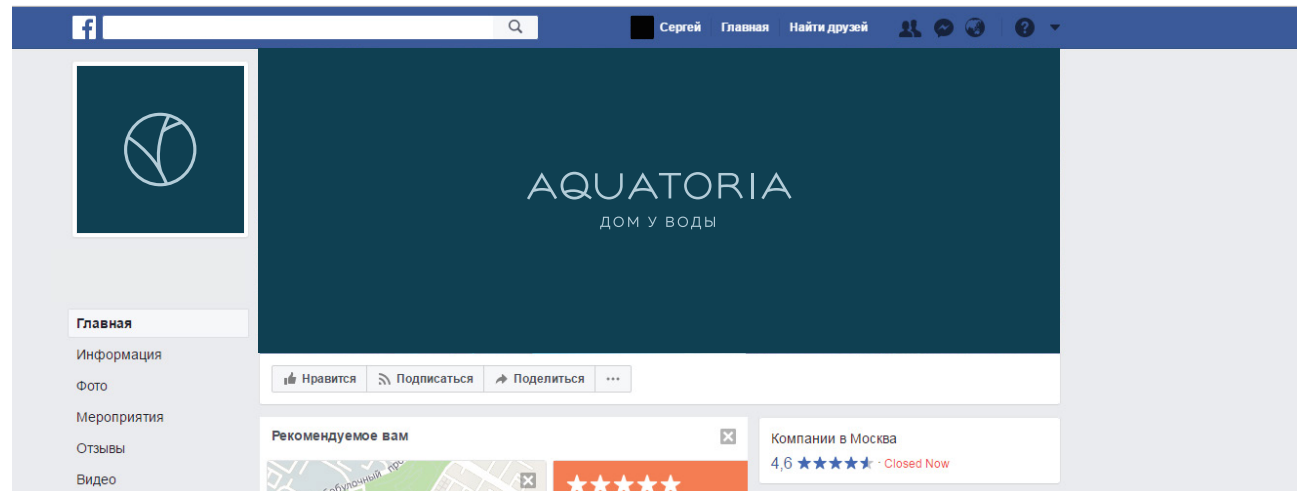 f
Сергей Главная Найти друзей
AQUATORIA
ДОМ У ВОДЫ
Главная
Информация
Фото
Мероприятия
Отзывы
Видео
Нравится Подписаться Поделиться ...
Рекомендуемое вам
Компании в Москва
4,6 ★★★★★ · Closed Now